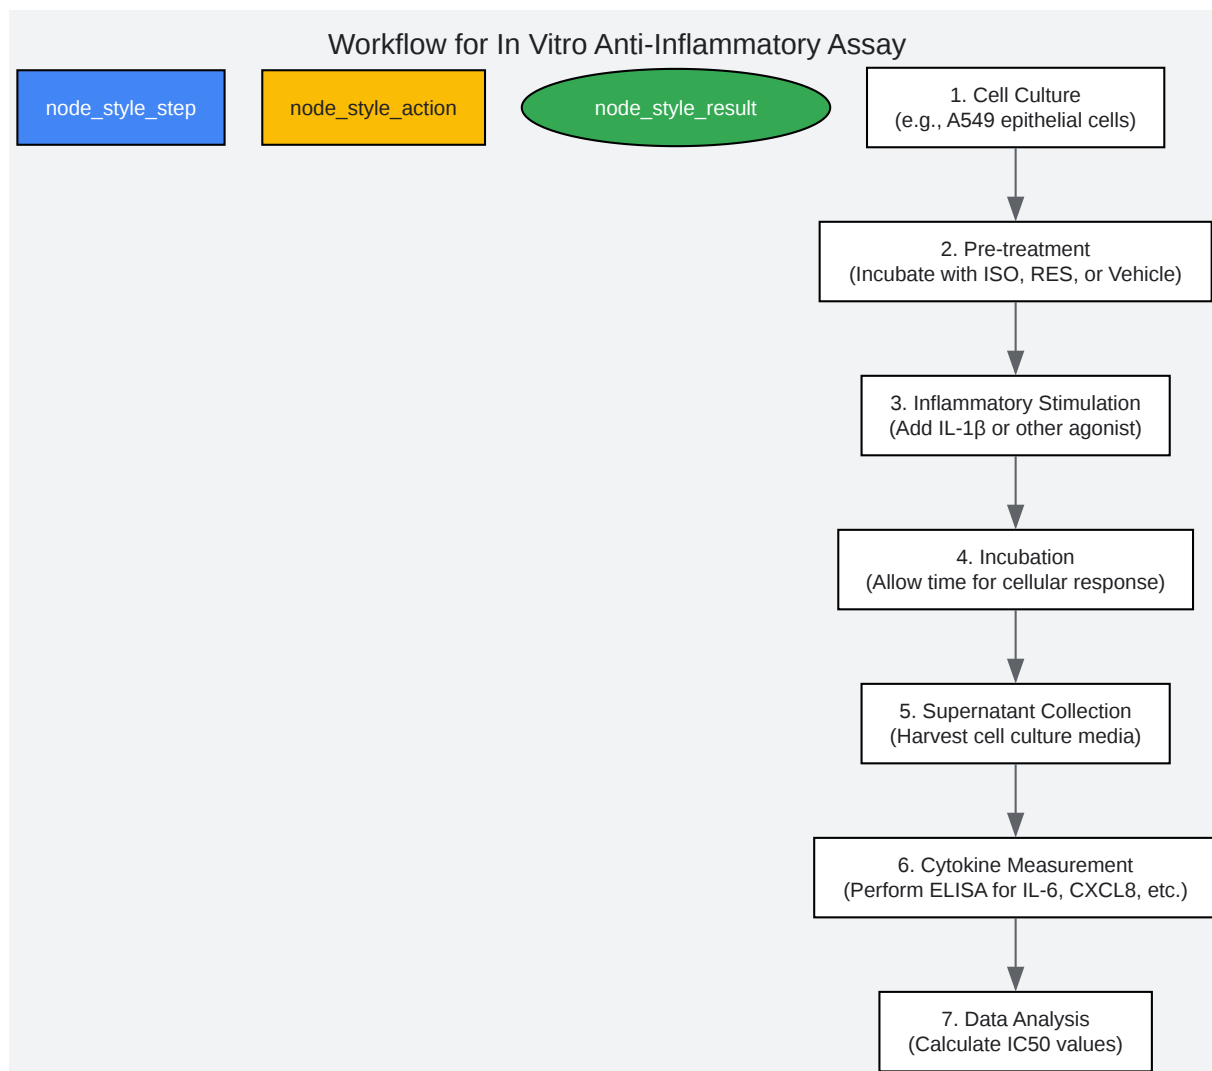 Workflow for In Vitro Anti-Inflammatory Assay
node_style_step
node_style_action
node_style_result
1. Cell Culture
(e.g., A549 epithelial cells)
2. Pre-treatment
(Incubate with ISO, RES, or Vehicle)
3. Inflammatory Stimulation
(Add IL-1β or other agonist)
4. Incubation
(Allow time for cellular response)
5. Supernatant Collection
(Harvest cell culture media)
6. Cytokine Measurement
(Perform ELISA for IL-6, CXCL8, etc.)
7. Data Analysis
(Calculate IC50 values)